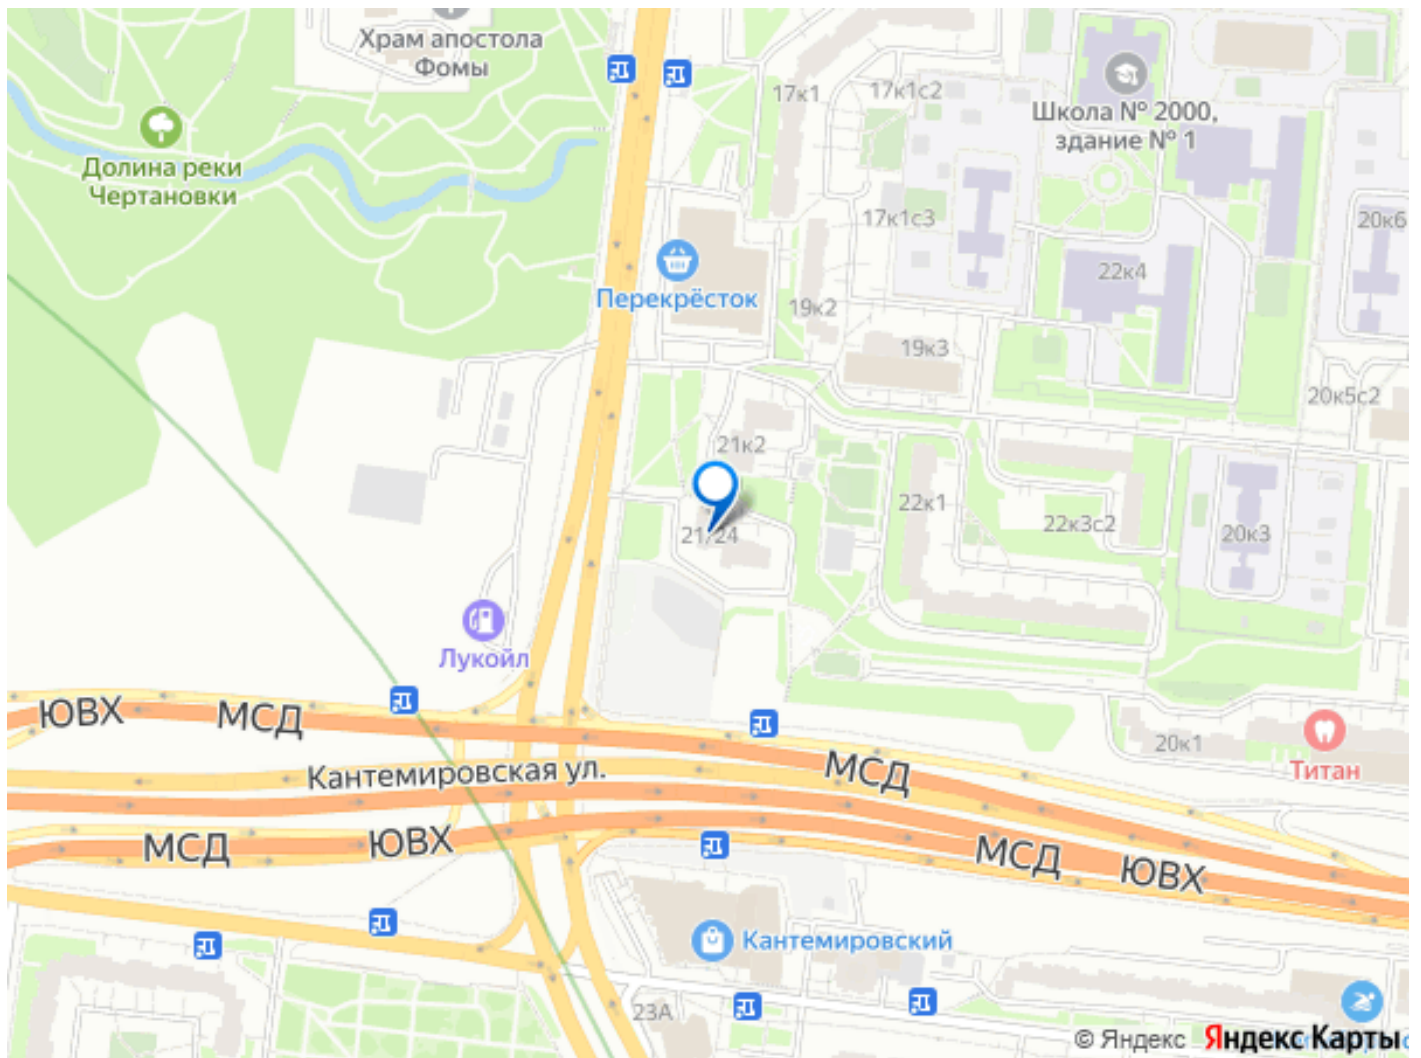 Храм апостола
Фомы
17к1
17к1с2
Школа № 2000,
здание № 1
Долина реки
Чертановки
17к1с3
20к6
22к4
Перекрёсток
19к2
19к3
20к5с2
21к2
22к1
22к3с2
20к3
21/24
Лукойл
ЮВХ
МСД
20к1
Титан
Кантемировская ул.
МСД
МСД
ЮВХ
МСД
ЮВХ
Кантемировский
23А
© Яндекс Яндекс Карты